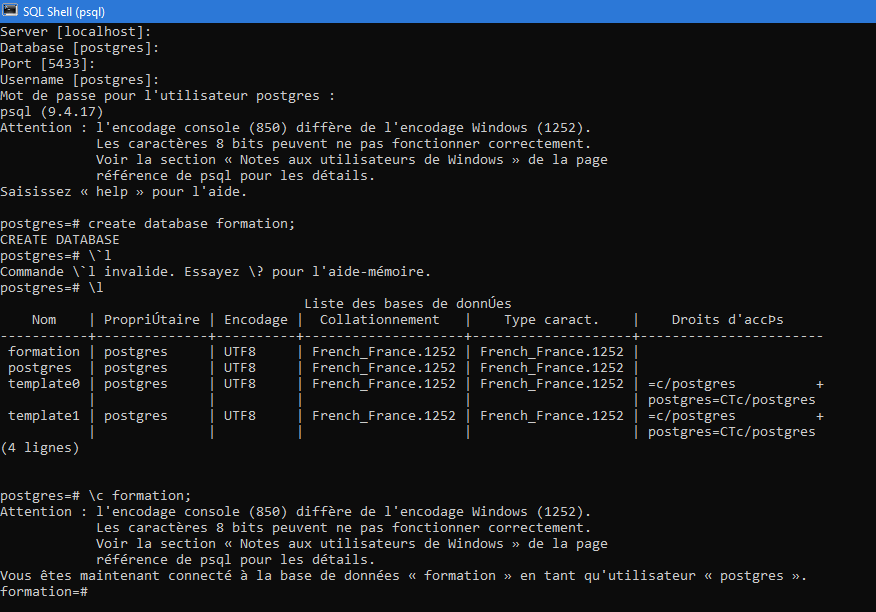 SQL Shell (psql)
Server [localhost]:
Database [postgres]:
Port [5433]:
Username [postgres]:
Mot de passe pour l'utilisateur postgres :
psql (9.4.17)
Attention : l'encodage console (850) diffère de l'encodage Windows (1252).
            Les caractères 8 bits peuvent ne pas fonctionner correctement.
            Voir la section « Notes aux utilisateurs de Windows » de la page
            référence de psql pour les détails.
Saisissez « help » pour l'aide.

postgres=# create database formation;
CREATE DATABASE
postgres=# \`l
Commande \`l invalide. Essayez \? pour l'aide-mémoire.
postgres=# \l
                                      Liste des bases de donnÚes
    Nom    | PropriÚtaire | Encodage |  Collationnement   |    Type caract.    |    Droits d'accÞs
-----------+--------------+----------+--------------------+--------------------+-----------------------
 formation | postgres     | UTF8     | French_France.1252 | French_France.1252 |
 postgres  | postgres     | UTF8     | French_France.1252 | French_France.1252 |
 template0 | postgres     | UTF8     | French_France.1252 | French_France.1252 | =c/postgres          +
           |              |          |                    |                    | postgres=CTc/postgres
 template1 | postgres     | UTF8     | French_France.1252 | French_France.1252 | =c/postgres          +
           |              |          |                    |                    | postgres=CTc/postgres
(4 lignes)

postgres=# \c formation;
Attention : l'encodage console (850) diffère de l'encodage Windows (1252).
            Les caractères 8 bits peuvent ne pas fonctionner correctement.
            Voir la section « Notes aux utilisateurs de Windows » de la page
            référence de psql pour les détails.
Vous êtes maintenant connecté à la base de données « formation » en tant qu'utilisateur « postgres ».
formation=#